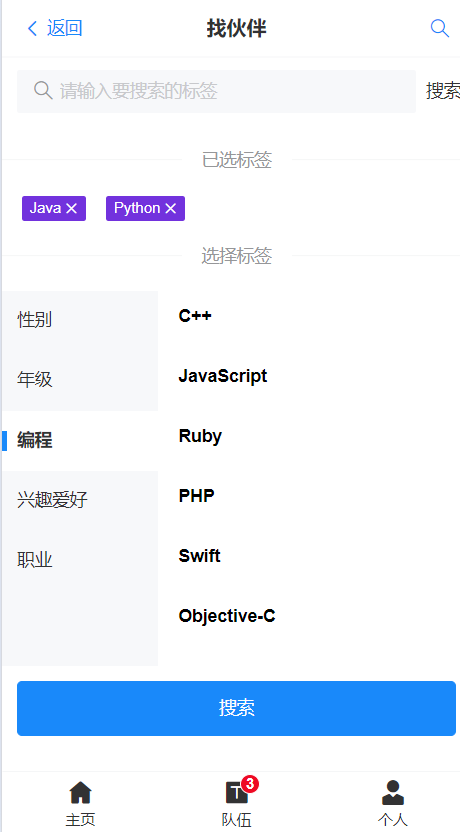 返回
找伙伴
请输入要搜索的标签
搜索
已选标签
Java
Python
选择标签
性别
年级
编程
兴趣爱好
职业
C++
JavaScript
Ruby
PHP
Swift
Objective-C
搜索
T
3
主页
队伍
个人